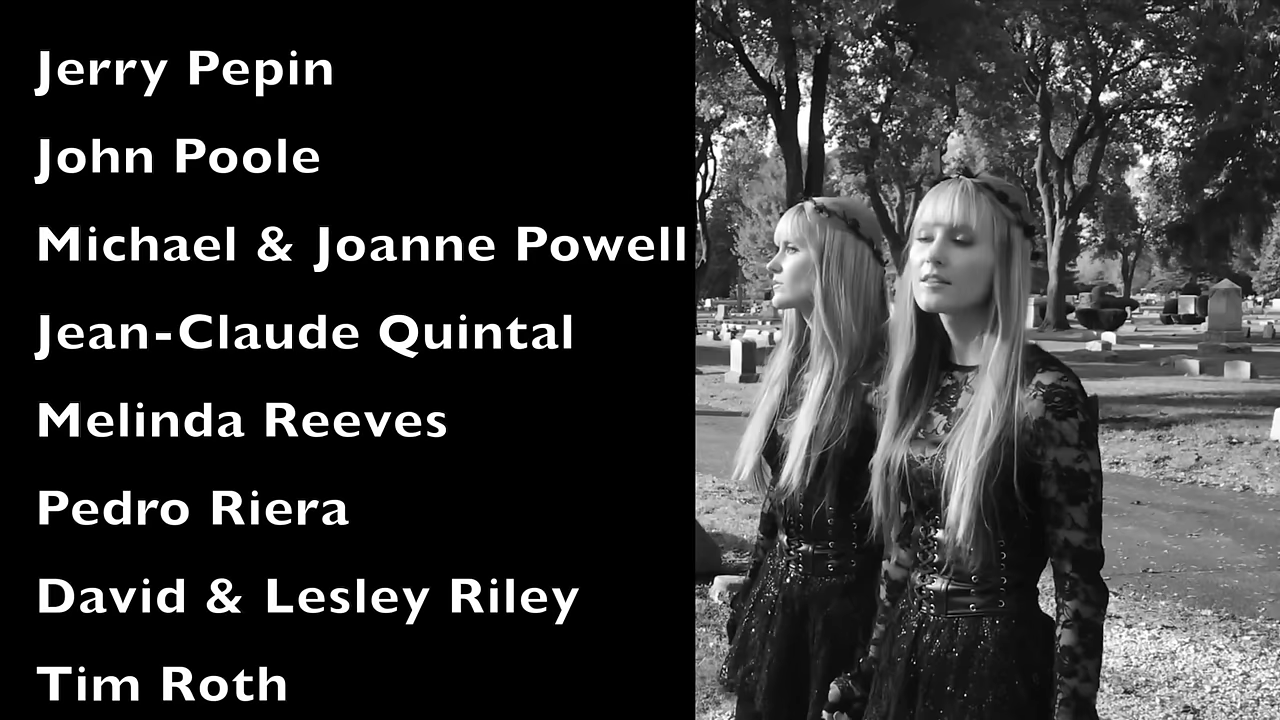 Jerry Pepin
John Poole
Michael & Joanne Powell
Jean-Claude Quintal
Melinda Reeves
Pedro Riera
David & Lesley Riley
Tim Roth